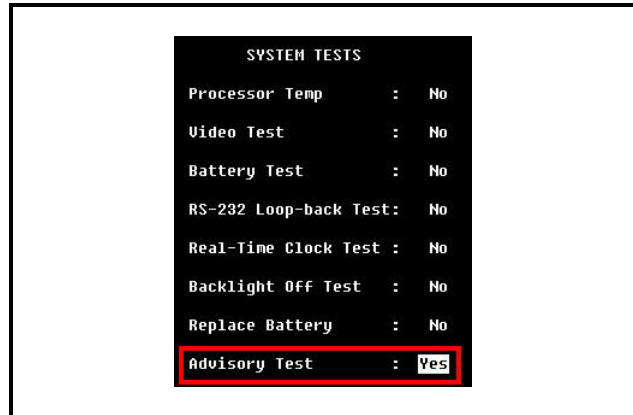 SYSTEM TESTS
Processor Temp : No
Video Test : No
Battery Test : No
RS-232 Loop-back Test: No
Real-Time Clock Test : No
Backlight Off Test : No
Replace Battery : No
Advisory Test : Yes